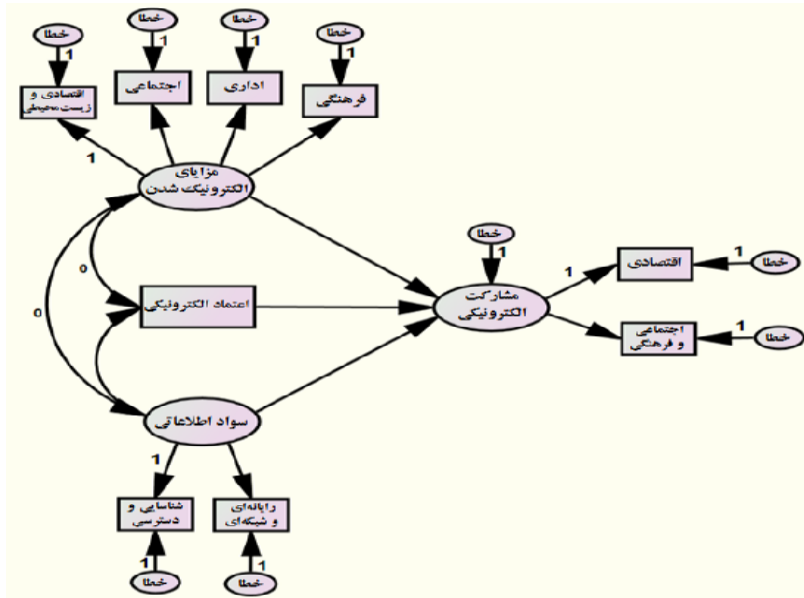 خطا
خطا
خطا
خطا
1
1
1
1
اقتصادی و
زیست محیطی
اجتماعی
اداری
فرهنگی
1
مزایای
الکترونیک شدن
0
0
اعتماد الکترونیکی
خطا
1
مشارکت
الکترونیکی
1
اقتصادی
1
خطا
اجتماعی
و فرهنگی
1
خطا
سواد اطلاعاتی
1
شناسایی و
دسترسی
رایانه‌ای
و شبکه‌ای
1
1
خطا
خطا